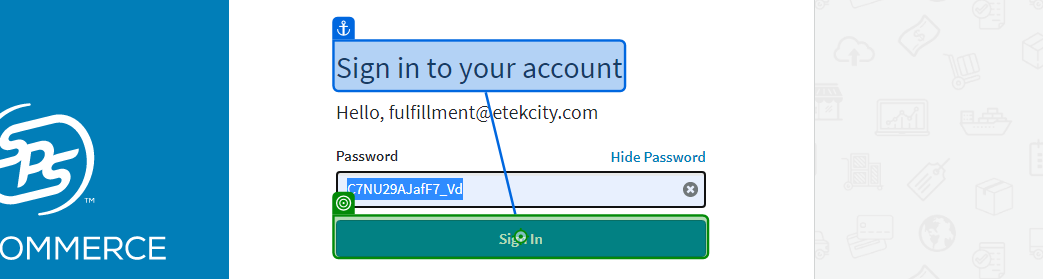 Sign in to your account
Hello, fulfillment@etekcity.com
Password
Hide Password
C7NU29AJafF7_Vd
Sign In
SPS
TM
OMMERCE